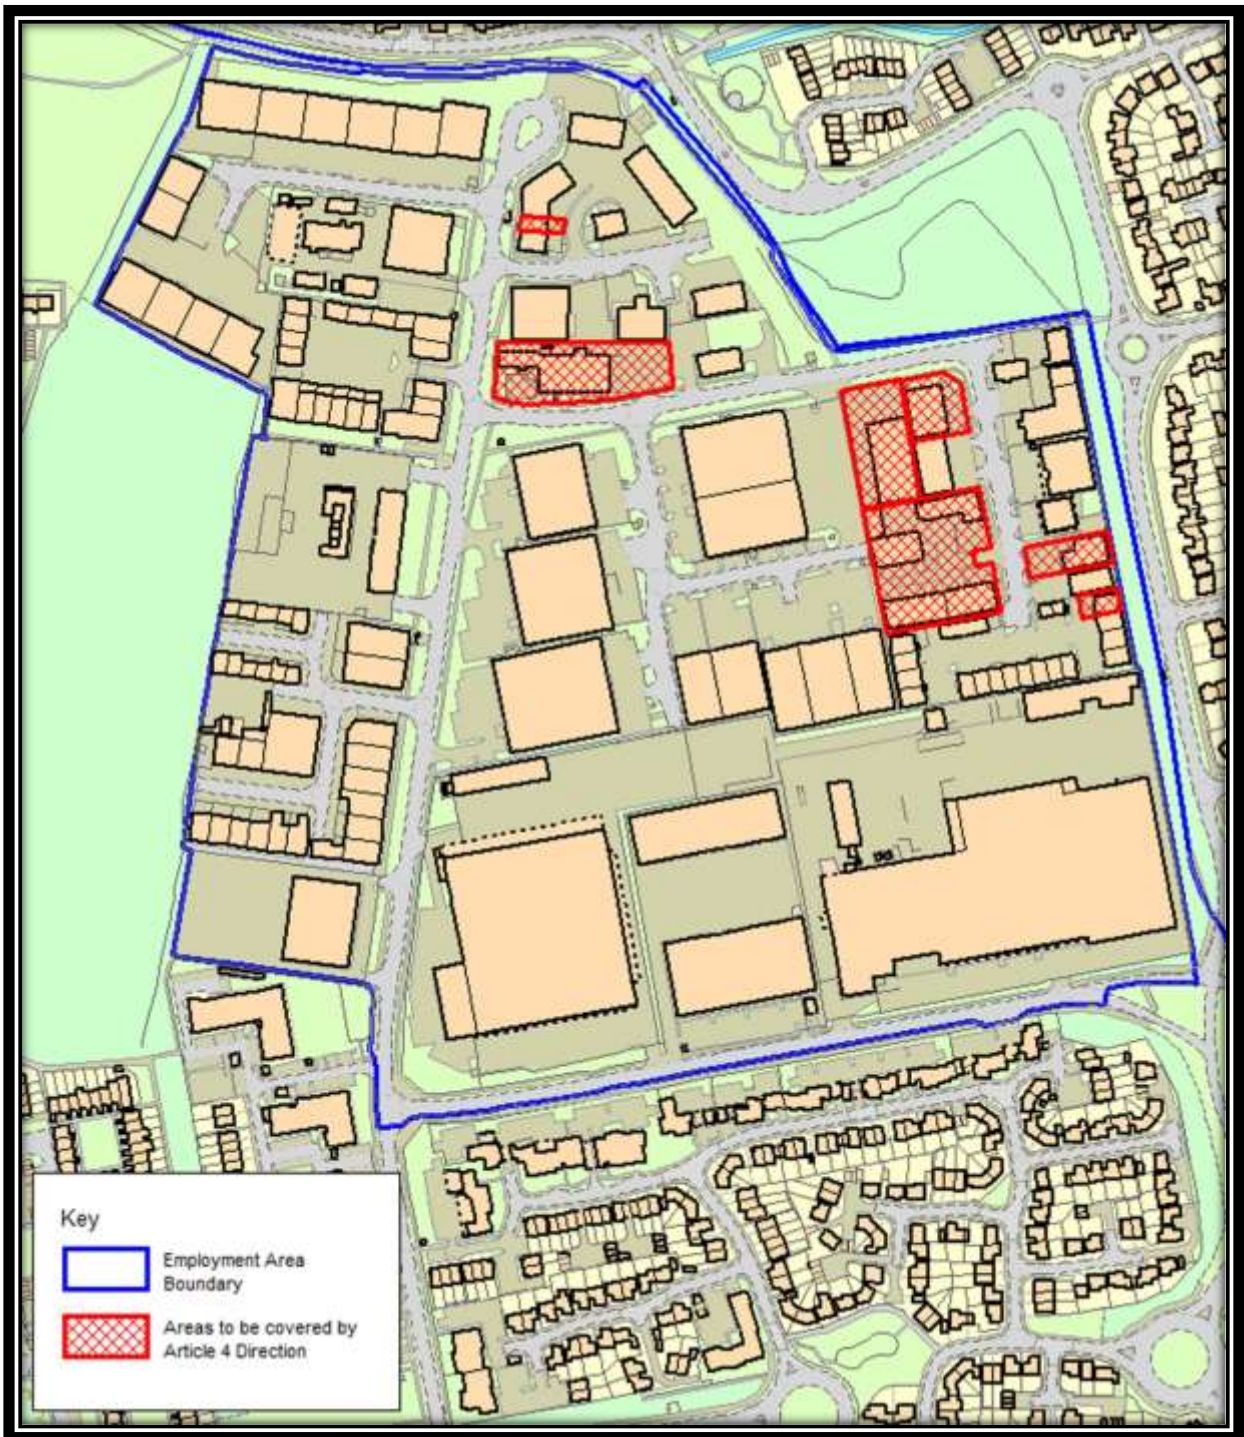 Key
Employment Area
Boundary
Areas to be covered by
Article 4 Direction